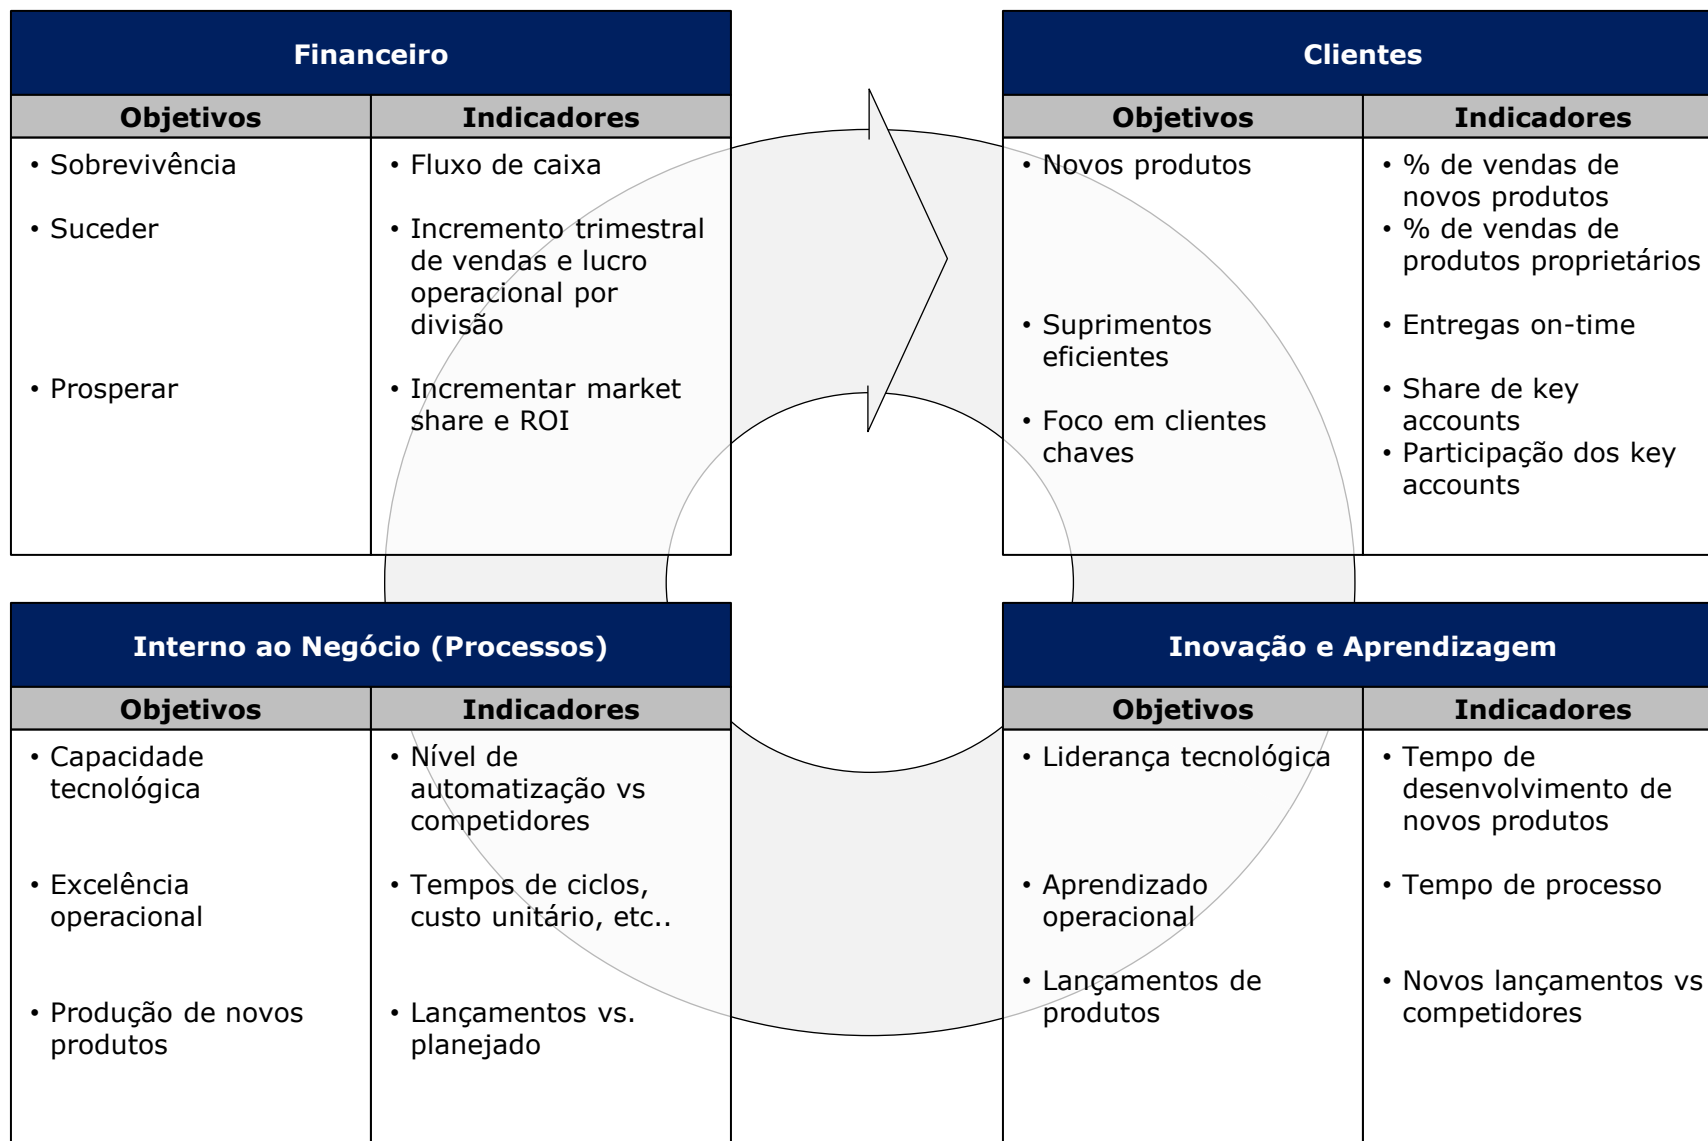 Financeiro
Objetivos
Indicadores
• Sobrevivência
• Fluxo de caixa
• Suceder
• Incremento trimestral
de vendas e lucro
operacional por
divisão
• Prosperar
• Incrementar market
share e ROI
Clientes
Objetivos
Indicadores
• Novos produtos
• % de vendas de
novos produtos
• % de vendas de
produtos proprietários
• Suprimentos
eficientes
• Entregas on-time
• Foco em clientes
chaves
• Share de key
accounts
• Participação dos key
accounts
Interno ao Negócio (Processos)
Objetivos
Indicadores
• Capacidade
tecnológica
• Nível de
automatização vs
competidores
• Excelência
operacional
• Tempos de ciclos,
custo unitário, etc..
• Produção de novos
produtos
• Lançamentos vs.
planejado
Inovação e Aprendizagem
Objetivos
Indicadores
• Liderança tecnológica
• Tempo de
desenvolvimento de
novos produtos
• Aprendizado
operacional
• Tempo de processo
• Lançamentos de
produtos
• Novos lançamentos vs
competidores